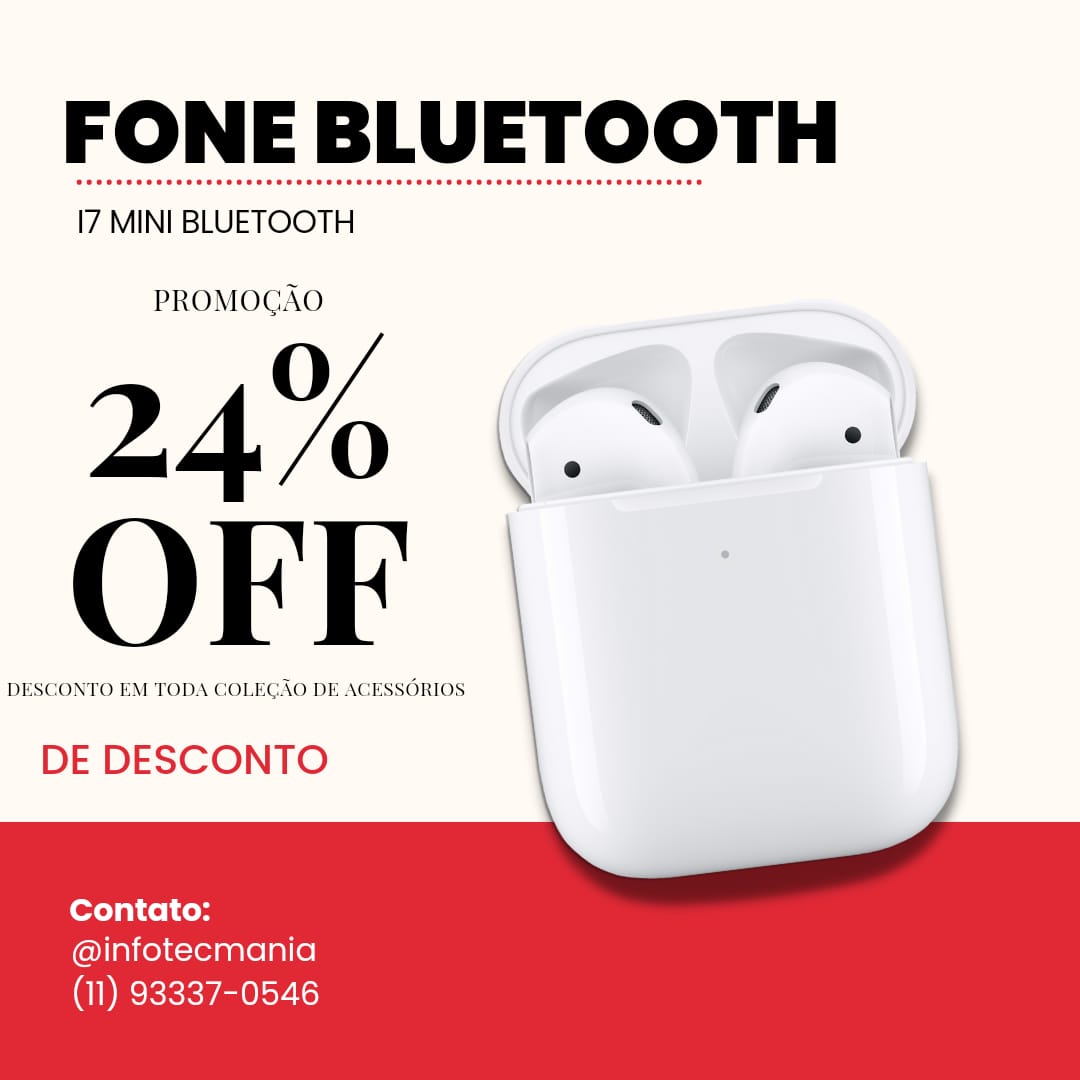 FONE BLUETOOTH
I7 MINI BLUETOOTH
PROMOÇÃO
24%
OFF
DESCONTO EM TODA COLEÇÃO DE ACESSÓRIOS
DE DESCONTO
Contato:
@infotecmania
(11) 93337-0546